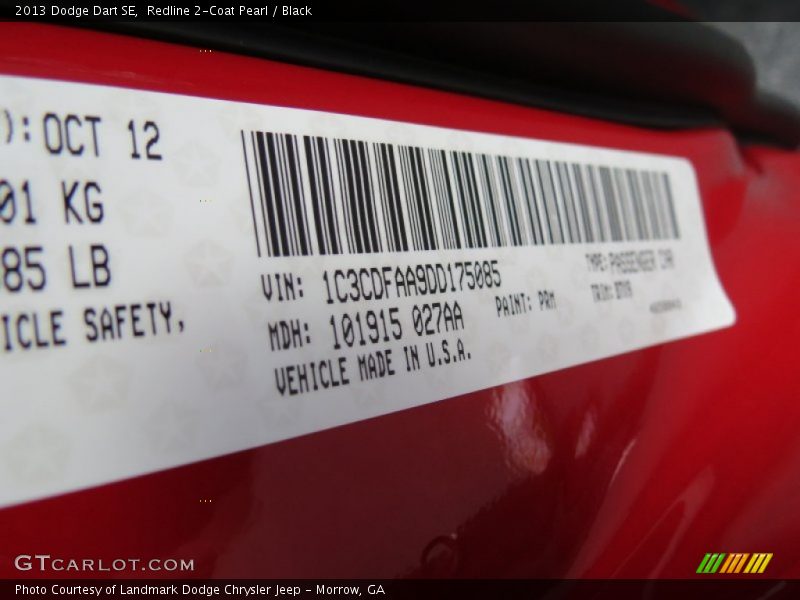 2013 Dodge Dart SE, Redline 2-Coat Pearl / Black
): OCT 12
01 KG
85 LB
ICLE SAFETY,
VIN: 1C3CDFAA9DD175085
TYPE: PASSENGER CAR
MDH: 101915 027AA
PAINT: PRM
TRIM:
VEHICLE MADE IN U.S.A.
GTCARLOT.COM
Photo Courtesy of Landmark Dodge Chrysler Jeep - Morrow, GA